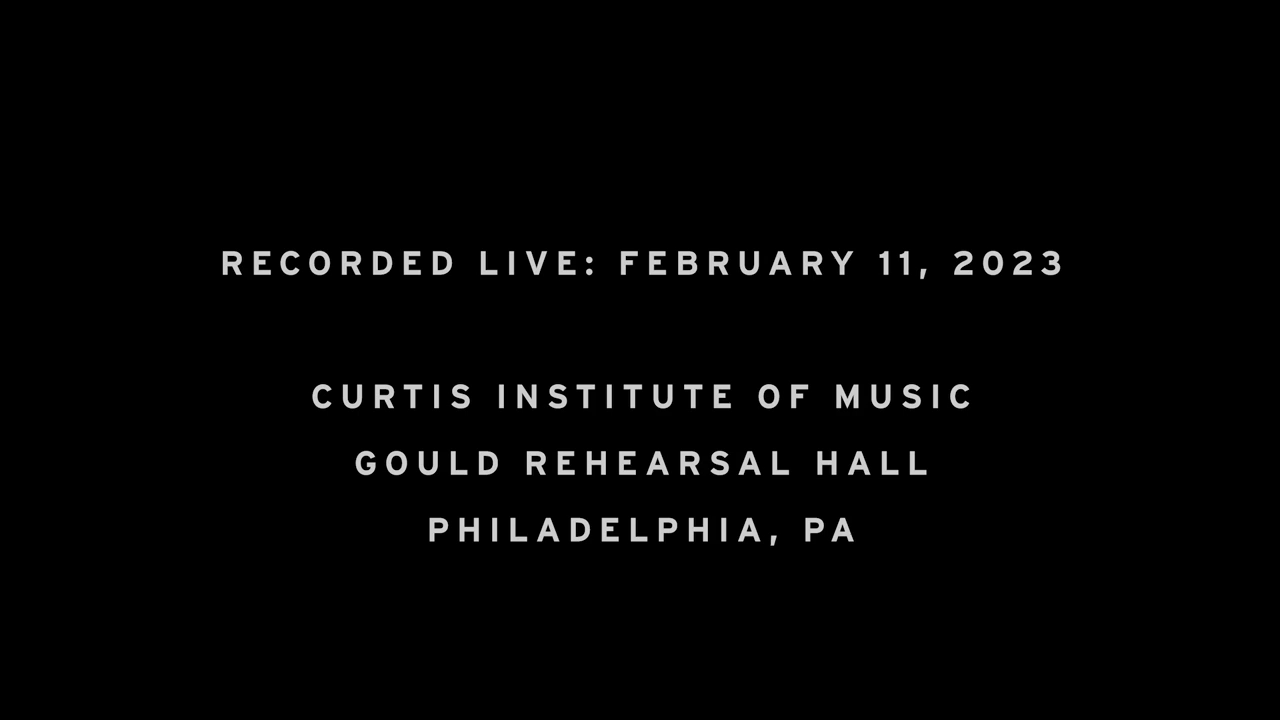 RECORDED LIVE: FEBRUARY 11, 2023
CURTIS INSTITUTE OF MUSIC
GOULD REHEARSAL HALL
PHILADELPHIA, PA